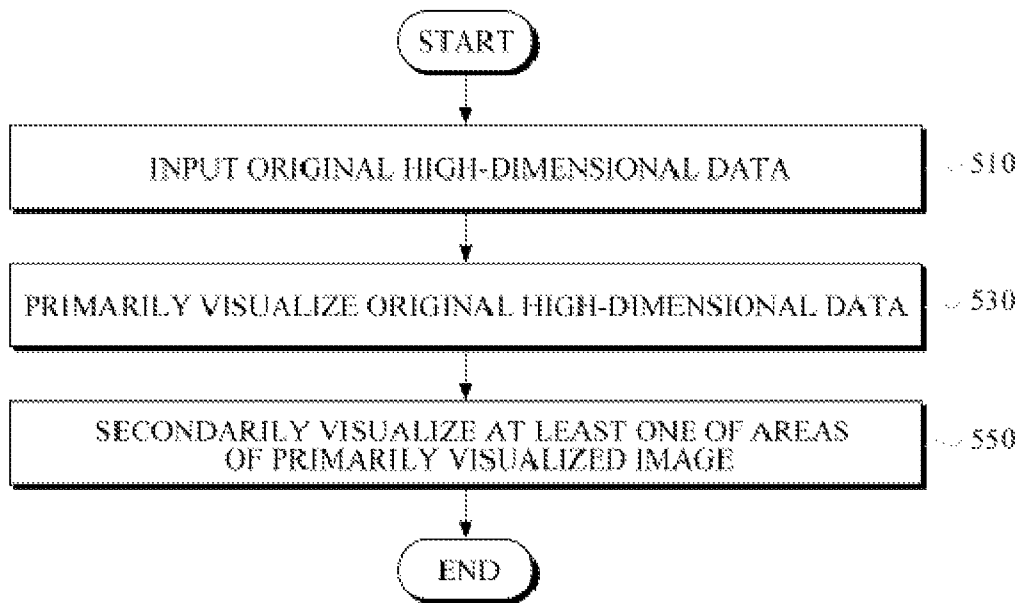 START
INPUT ORIGINAL HIGH-DIMENSIONAL DATA
510
PRIMARILY VISUALIZE ORIGINAL HIGH-DIMENSIONAL DATA
530
SECONDARILY VISUALIZE AT LEAST ONE OF AREAS
OF PRIMARILY VISUALIZED IMAGE
550
END